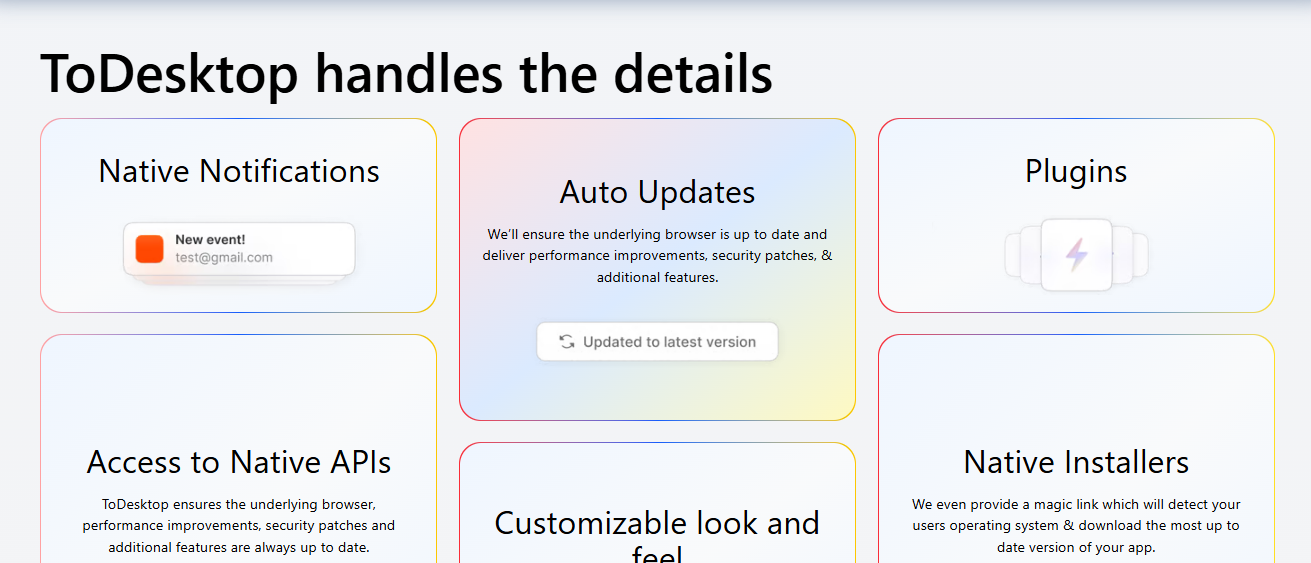 ToDesktop handles the details
Native Notifications
New event!
test@gmail.com
Auto Updates
We'll ensure the underlying browser is up to date and
deliver performance improvements, security patches, &
additional features.
Updated to latest version
Plugins
Access to Native APIs
ToDesktop ensures the underlying browser,
performance improvements, security patches and
additional features are always up to date.
Customizable look and
feel
Native Installers
We even provide a magic link which will detect your
users operating system & download the most up to
date version of your app.